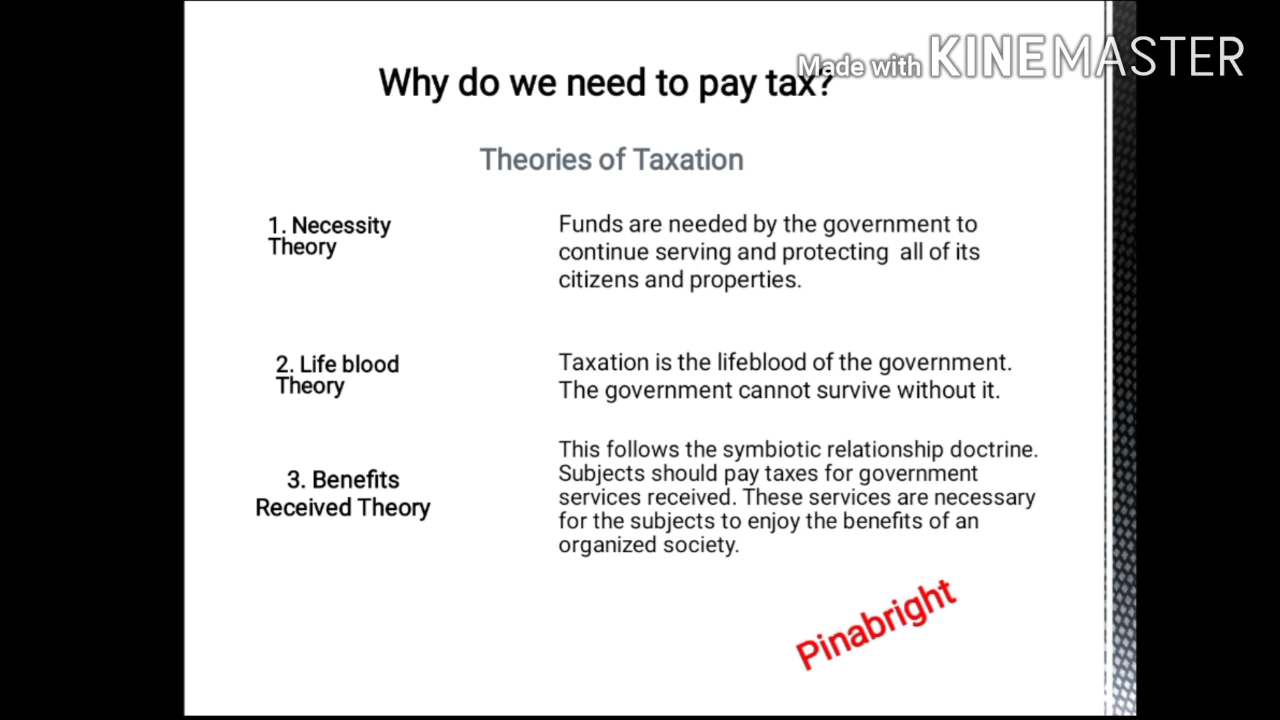 Made with KINEMASTER
Why do we need to pay tax?
Theories of Taxation
1. Necessity
Theory
Funds are needed by the government to
continue serving and protecting all of its
citizens and properties.
2. Life blood
Theory
Taxation is the lifeblood of the government.
The government cannot survive without it.
3. Benefits
Received Theory
This follows the symbiotic relationship doctrine.
Subjects should pay taxes for government
services received. These services are necessary
for the subjects to enjoy the benefits of an
organized society.
Pinabright